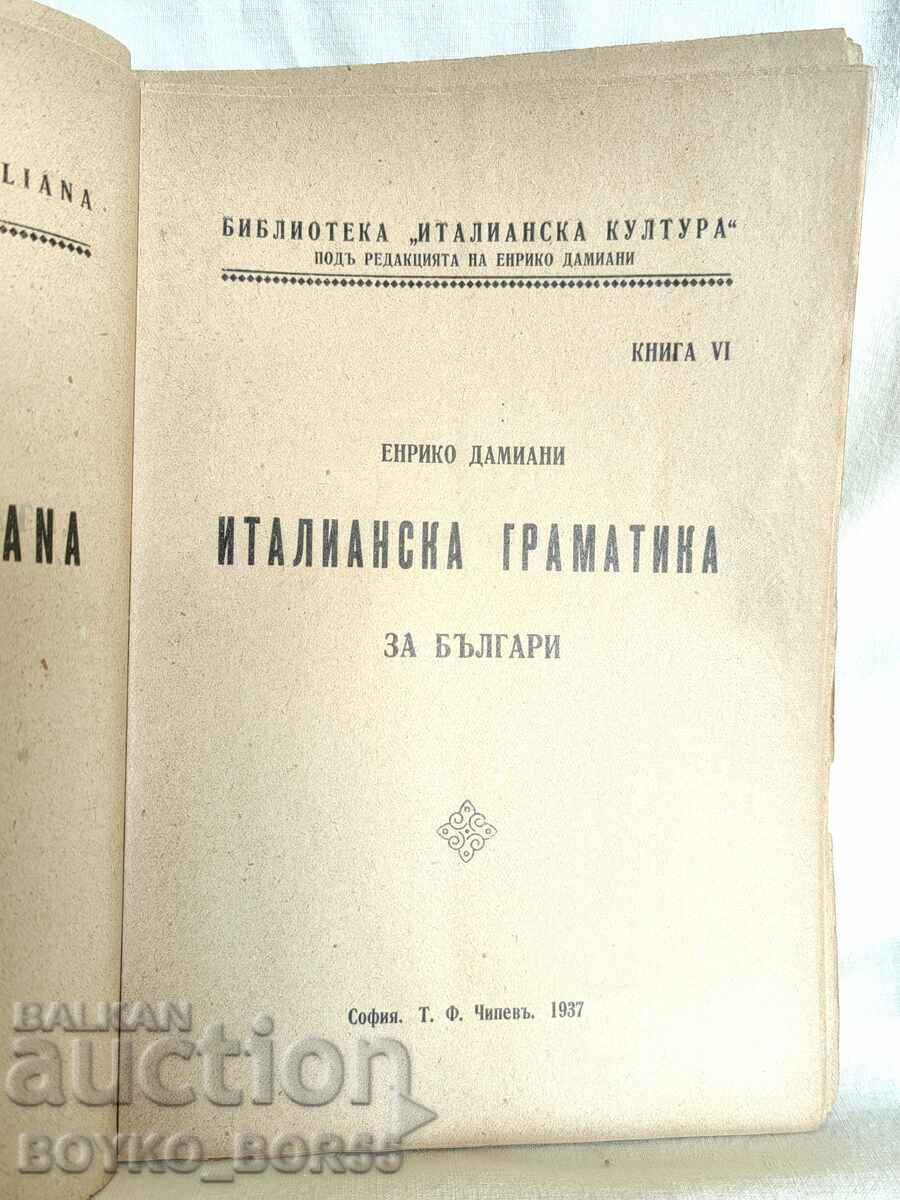 LIANA
ANA
БИБЛИОТЕКА „ИТАЛИАНСКА КУЛТУРА“
ПОДЪ РЕДАКЦИЯТА НА ЕНРИКО ДАМИАНИ
КНИГА VI
ЕНРИКО ДАМИАНИ
ИТАЛИАНСКА ГРАМАТИКА
ЗА БЪЛГАРИ
София. Т. Ф. Чипевъ. 1937
BALKAN
auction
BOYKO_BORS55